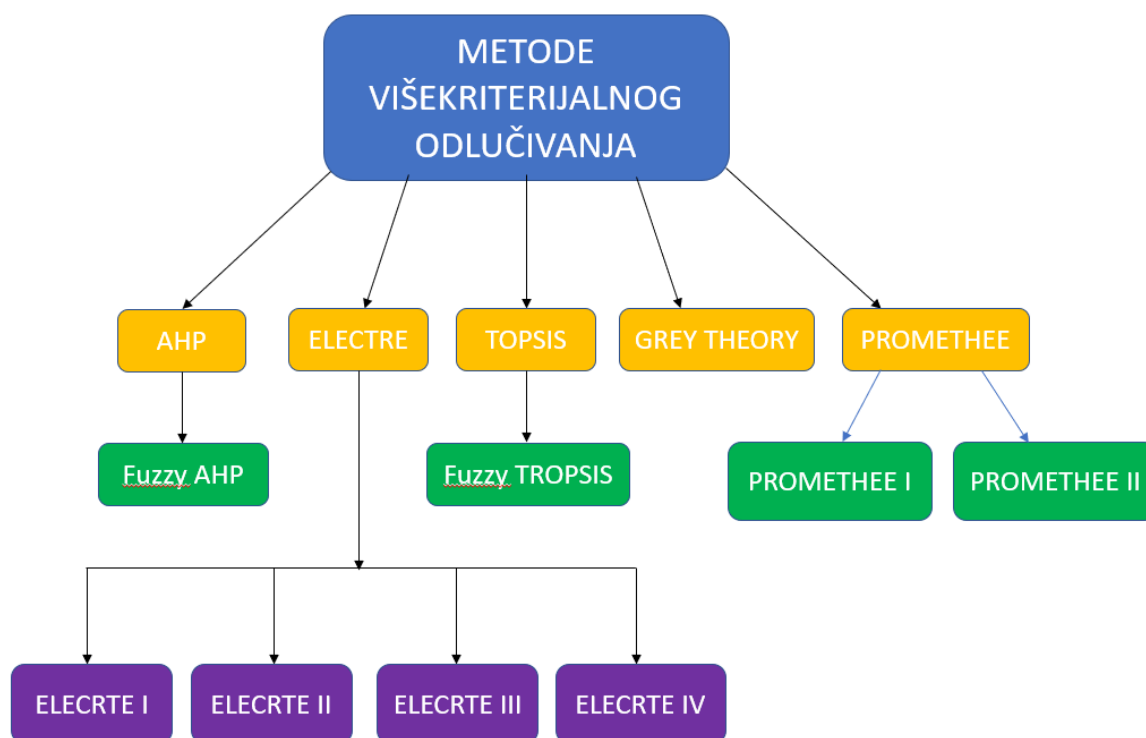 METODE
VIŠEKRITERIJALNOG
ODLUČIVANJA
AHP
ELECTRE
TOPSIS
GREY THEORY
PROMETHEE
Fuzzy AHP
Fuzzy TROPSIS
PROMETHEE I
PROMETHEE II
ELECRTE I
ELECRTE II
ELECRTE III
ELECRTE IV